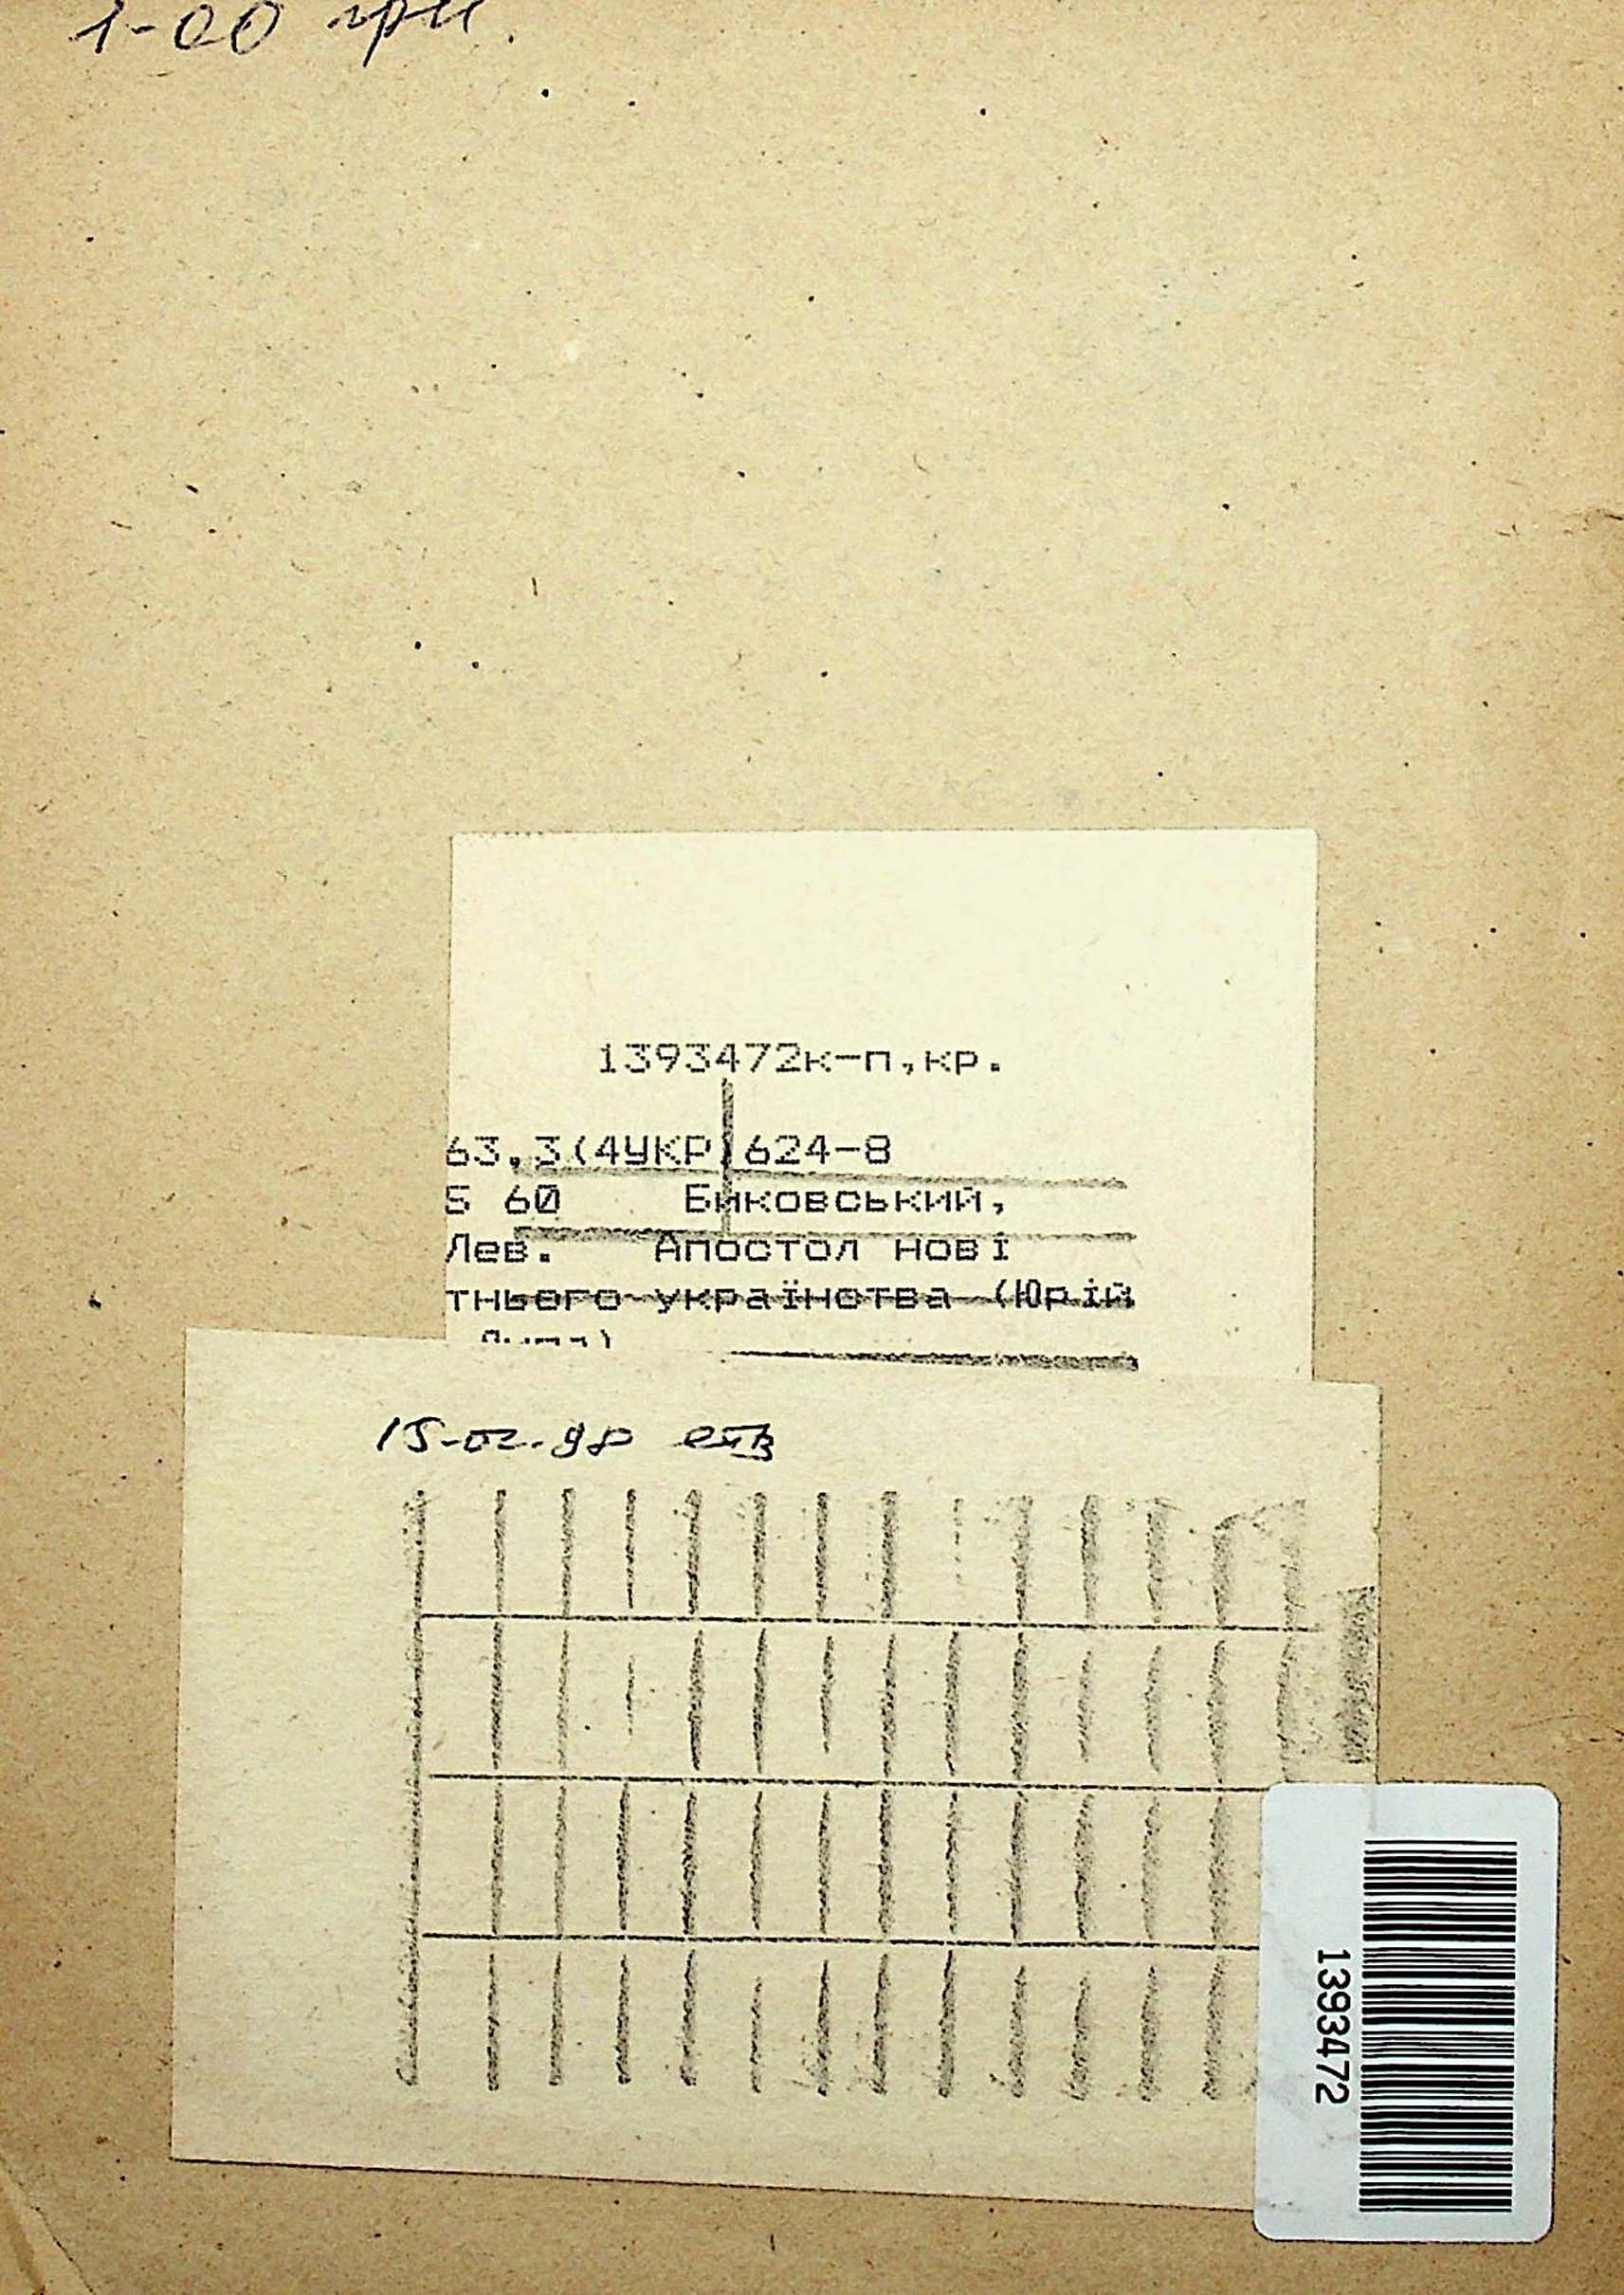 1-00 грн.
1393472к-п,кр.
63,3(4УКР)624-8
Б 60 Биковський,
Лев. Апостол нові
тнього українства (Юрій
15-02-98
1393472